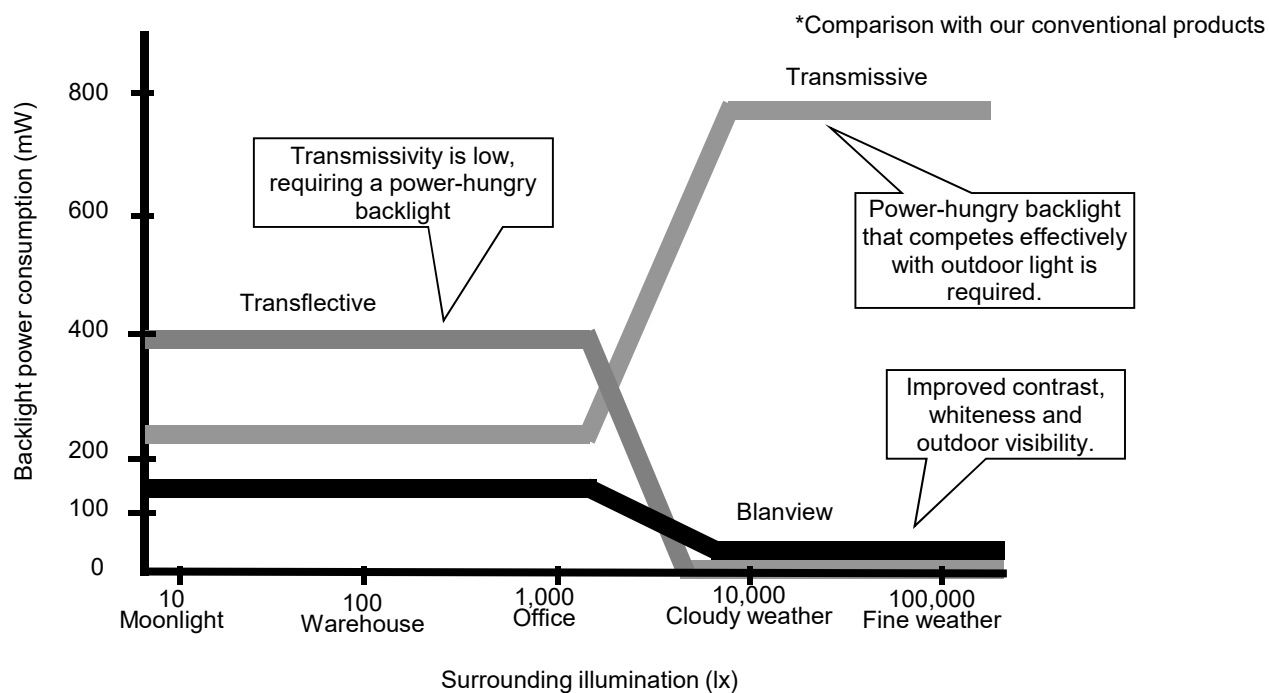 *Comparison with our conventional products
Transmissive
800
Transmissivity is low,
requiring a power-hungry
backlight
Power-hungry backlight
that competes effectively
with outdoor light is
required.
600
Backlight power consumption (mW)
Transflective
400
Improved contrast,
whiteness and
outdoor visibility.
200
100
Blanview
0
10
Moonlight
100
Warehouse
1,000
Office
10,000
Cloudy weather
100,000
Fine weather
Surrounding illumination (lx)